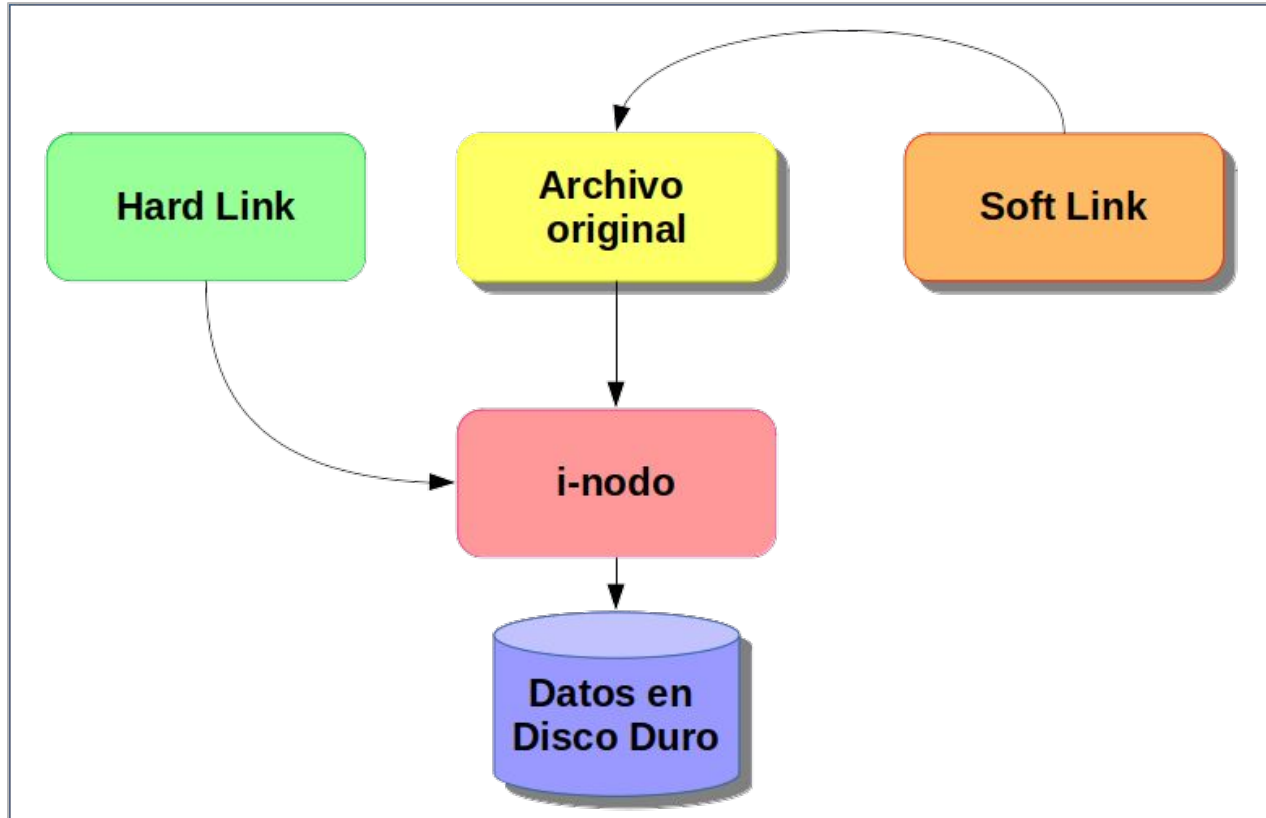 Hard Link
Archivo
original
Soft Link
i-nodo
Datos en
Disco Duro